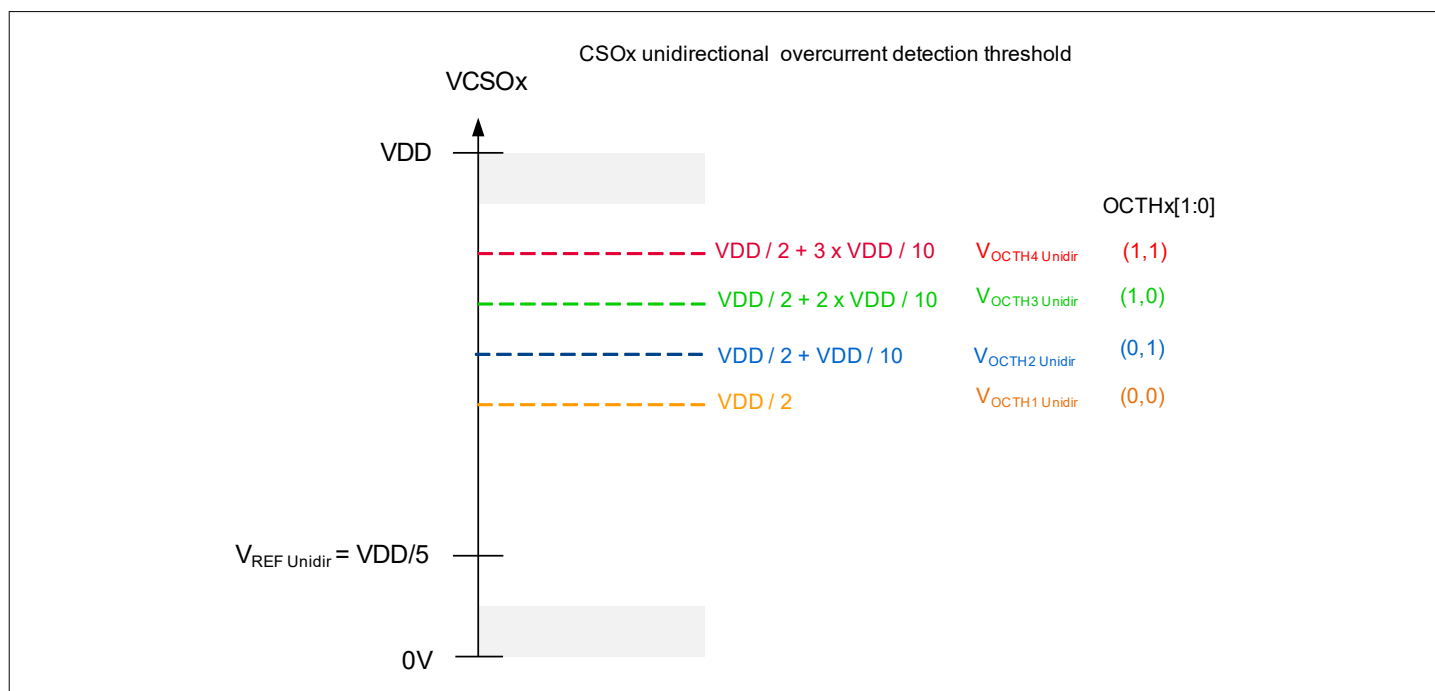 CSOx unidirectional overcurrent detection threshold
VCSOx
VDD
OCTHx[1:0]
VDD / 2 + 3 x VDD / 10 VOCTH4 Unidir (1,1)
VDD / 2 + 2 x VDD / 10 VOCTH3 Unidir (1,0)
VDD / 2 + VDD / 10 VOCTH2 Unidir (0,1)
VDD / 2 VOCTH1 Unidir (0,0)
VREF Unidir = VDD/5
0V